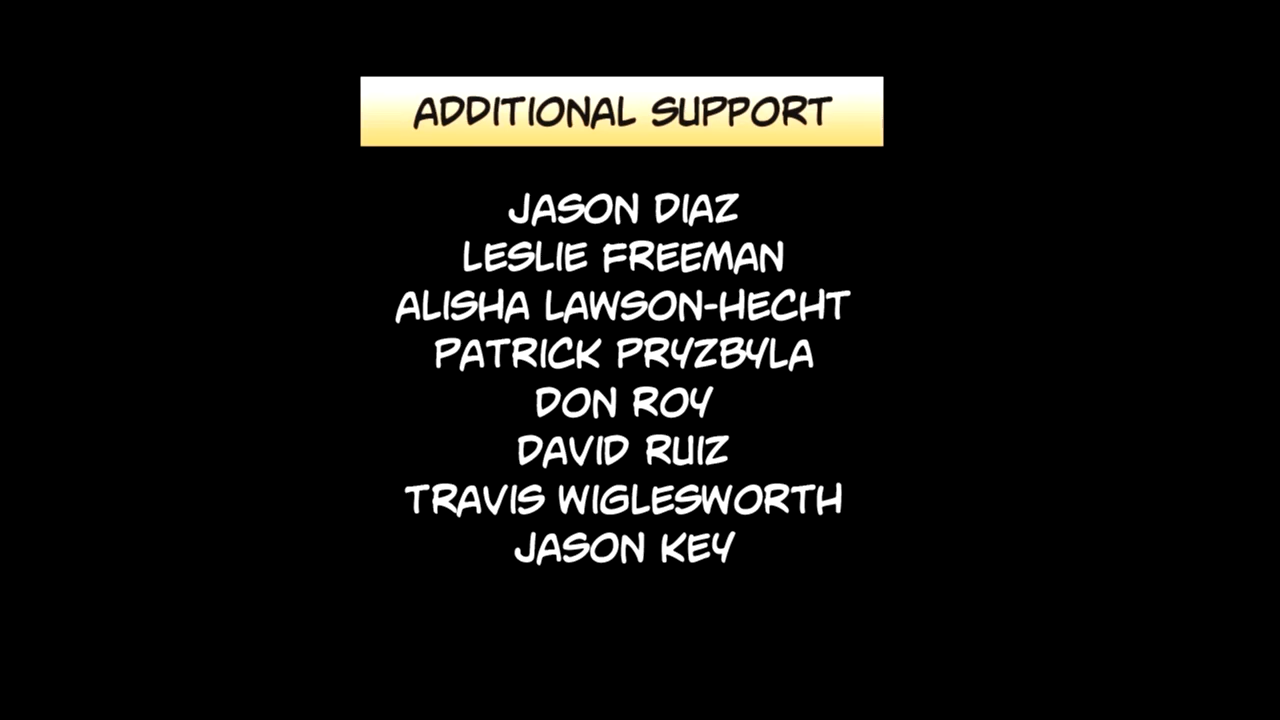 ADDITIONAL SUPPORT
JASON DIAZ
LESLIE FREEMAN
ALISHA LAWSON-HECHT
PATRICK PRYZBYLA
DON ROY
DAVID RUIZ
TRAVIS WIGLESWORTH
JASON KEY